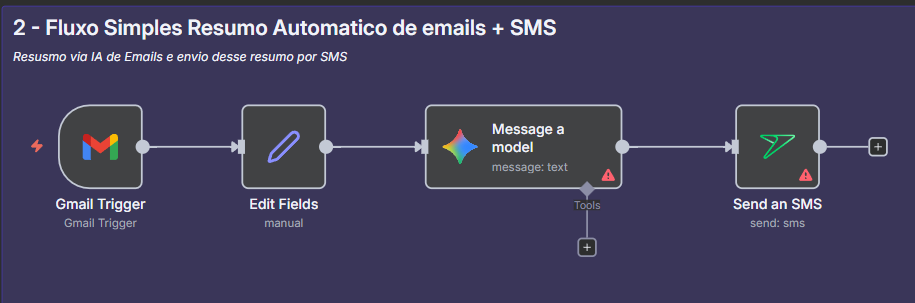 2 - Fluxo Simples Resumo Automatico de emails + SMS
Resusmo via IA de Emails e envio desse resumo por SMS
Message a
model
message: text
Tools
Gmail Trigger
Gmail Trigger
Edit Fields
manual
Send an SMS
send: sms